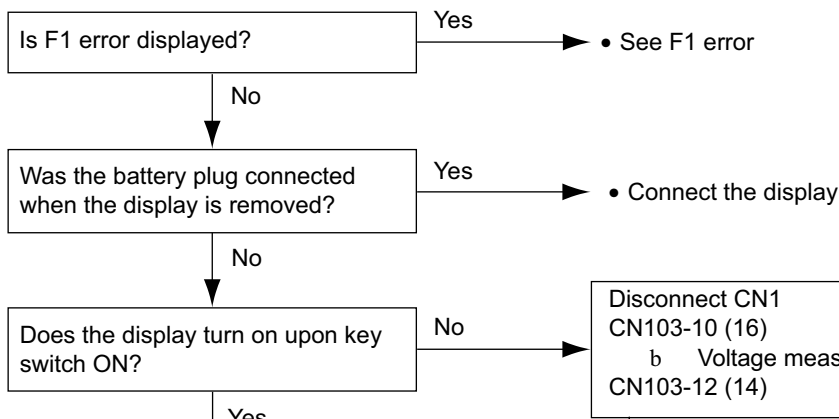 Is F1 error displayed?
Yes
• See F1 error
No
Was the battery plug connected
when the display is removed?
Yes
• Connect the display
No
Does the display turn on upon key
switch ON?
No
Disconnect CN1
CN103-10 (16)
b Voltage meas
CN103-12 (14)
Yes